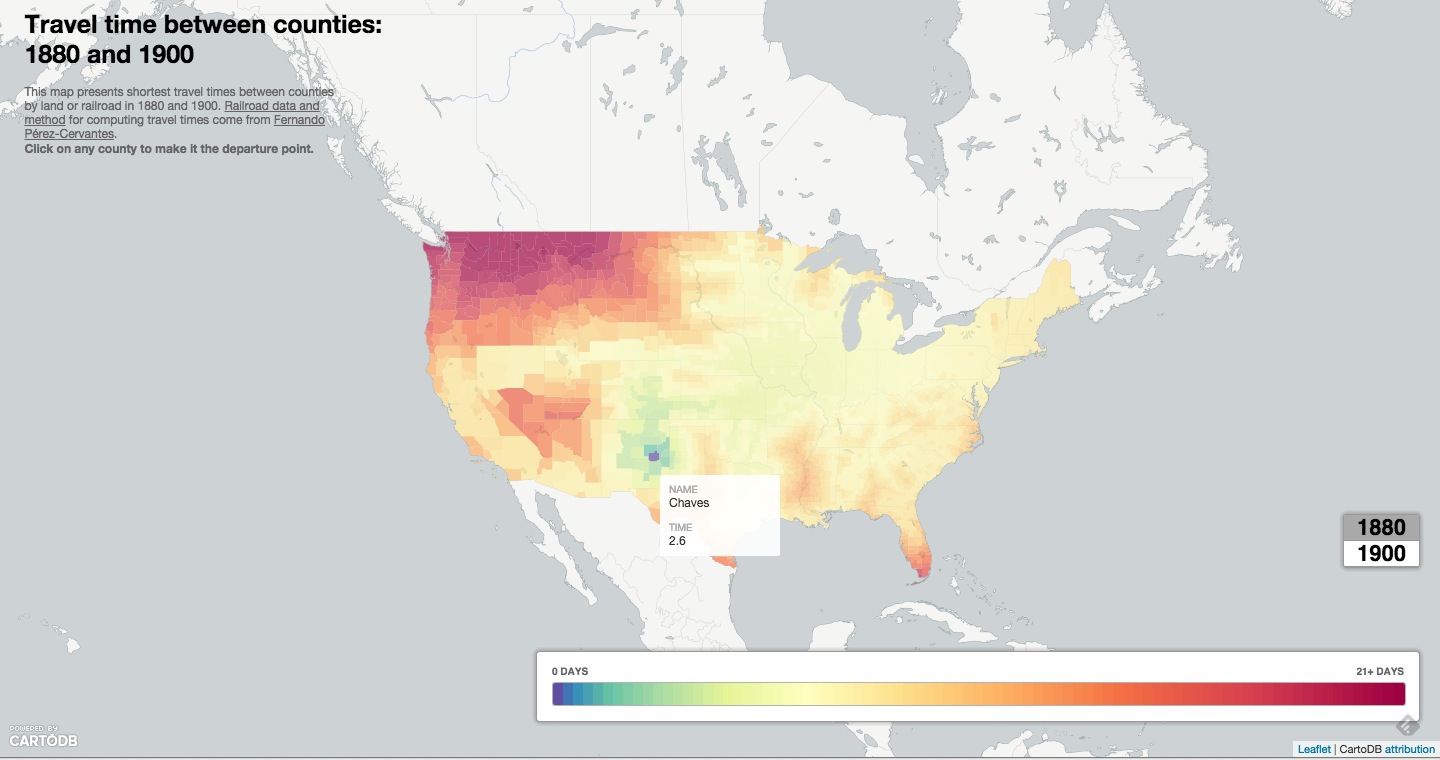 Travel time between counties:
1880 and 1900
This map presents shortest travel times between counties
by land or railroad in 1880 and 1900. Railroad data and
method for computing travel times come from Fernando
Pérez-Cervantes.
Click on any county to make it the departure point.
NAME
Chaves
TIME
2.6
1880
1900
0 DAYS
21+ DAYS
POWERED BY
CARTODB
Leaflet | CartoDB attribution